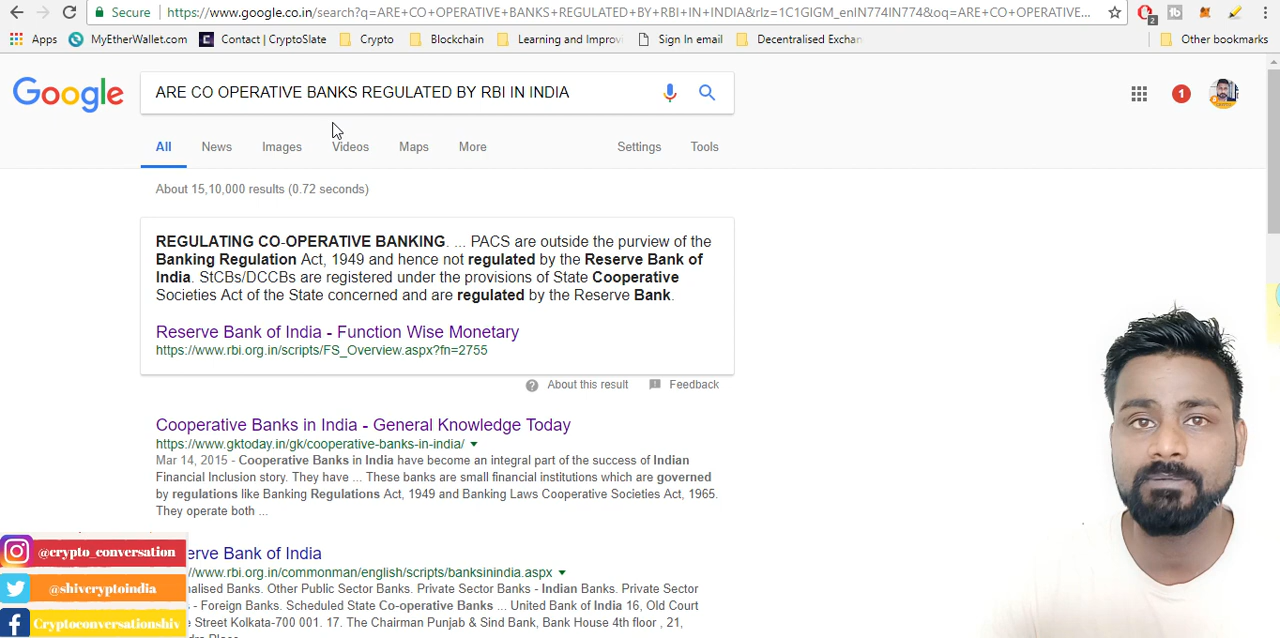 Secure
https://www.google.co.in/search?q=ARE+CO+OPERATIVE+BANKS+REGULATED+BY+RBI+IN+INDIA&rlz=1C1GIGM_enIN774IN774&oq=ARE+CO+OPERATIVE...
2
Apps
MyEtherWallet.com
Contact | CryptoSlate
Crypto
Blockchain
Learning and Improvi
Sign In email
Decentralised Exchan
Other bookmarks
Google
ARE CO OPERATIVE BANKS REGULATED BY RBI IN INDIA
1
All News Images Videos Maps More Settings Tools
About 15,10,000 results (0.72 seconds)
REGULATING CO-OPERATIVE BANKING. ... PACS are outside the purview of the
Banking Regulation Act, 1949 and hence not regulated by the Reserve Bank of
India. StCBs/DCCBs are registered under the provisions of State Cooperative
Societies Act of the State concerned and are regulated by the Reserve Bank.
Reserve Bank of India - Function Wise Monetary
https://www.rbi.org.in/scripts/FS_Overview.aspx?fn=2755
About this result Feedback
Cooperative Banks in India - General Knowledge Today
https://www.gktoday.in/gk/cooperative-banks-in-india/
Mar 14, 2015 - Cooperative Banks in India have become an integral part of the success of Indian
Financial Inclusion story. They have ... These banks are small financial institutions which are governed
by regulations like Banking Regulations Act, 1949 and Banking Laws Cooperative Societies Act, 1965.
They operate both ...
erve Bank of India
//www.rbi.org.in/commonman/english/scripts/banksinindia.aspx
nalised Banks. Other Public Sector Banks. Private Sector Banks - Indian Banks. Private Sector
s - Foreign Banks. Scheduled State Co-operative Banks ... United Bank of India 16, Old Court
e Street Kolkata-700 001. 17. The Chairman Punjab & Sind Bank, Bank House 4th floor , 21,
@crypto_conversation
@shivcryptoindia
Cryptoconversationshiv